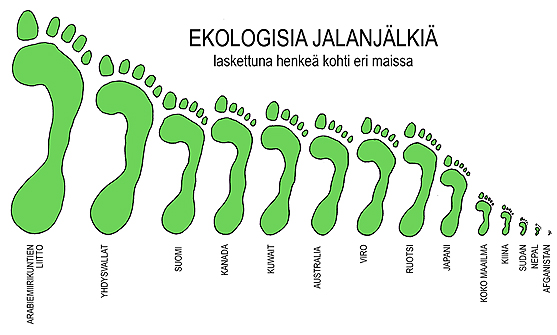 EKOLOGISIA JALANJÄLKIÄ
laskettuna henkeä kohti eri maissa
ARABIEMIIRIKUNTIEN
LIITTO
YHDYSVALLAT
SUOMI
KANADA
KUWAIT
AUSTRALIA
VIRO
RUOTSI
JAPANI
KOKO MAAILMA
KIINA
SUDAN
NEPAL
AFGANISTAN